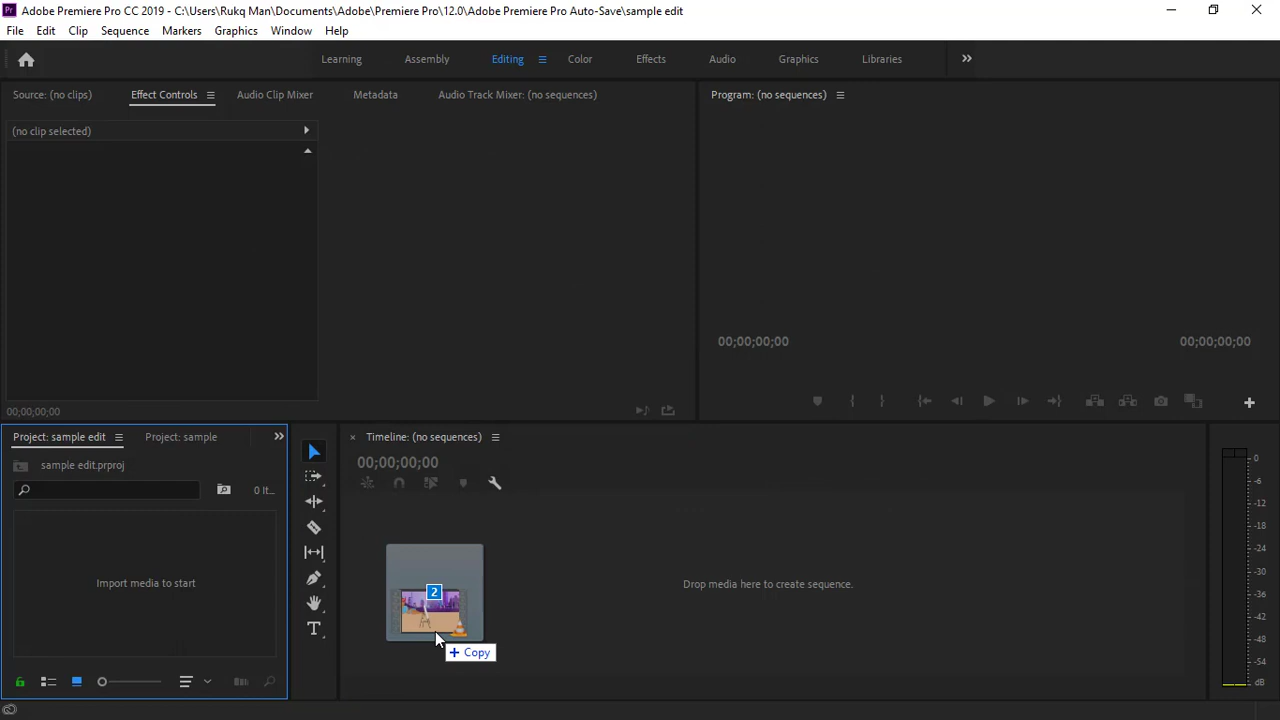 Pr Adobe Premiere Pro CC 2019 - C:\Users\Rukq Man\Documents\Adobe\Premiere Pro\12.0\Adobe Premiere Pro Auto-Save\sample edit
File Edit Clip Sequence Markers Graphics Window Help
Learning Assembly Editing Color Effects Audio Graphics Libraries
Source: (no clips) Effect Controls Audio Clip Mixer Metadata Audio Track Mixer: (no sequences) Program: (no sequences)
(no clip selected)
00;00;00;00 00;00;00;00
00;00;00;00
Project: sample edit Project: sample Timeline: (no sequences)
00;00;00;00
sample edit.prproj
0 It...
Import media to start
Drop media here to create sequence.
2
+ Copy
0
-6
-12
-18
-24
-30
-36
-42
-48
-54
dB